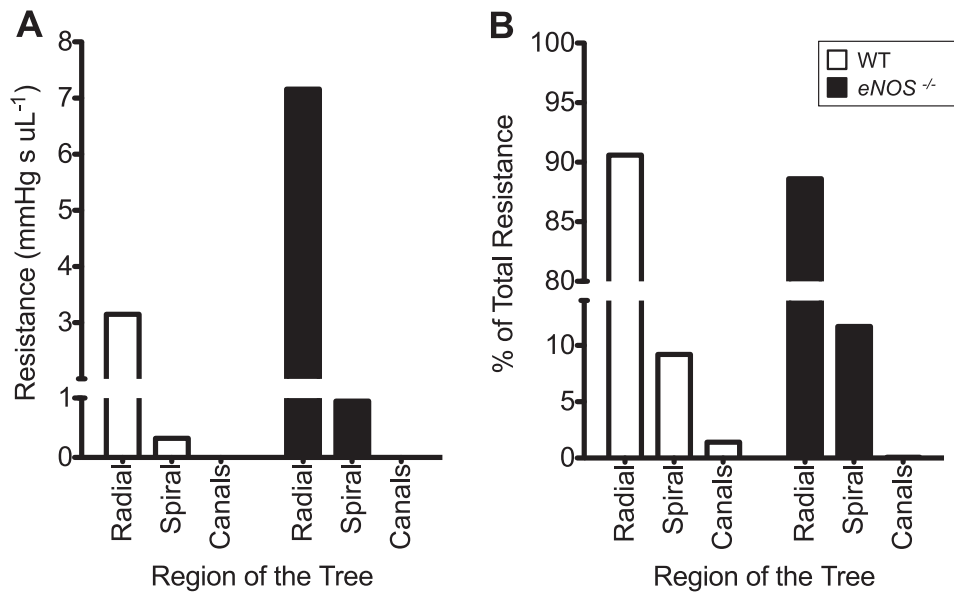 A
Resistance (mmHg s uL-1)
8
7
6
5
4
3
1
0
Radial
Spiral
Canals
Radial
Spiral
Canals
Region of the Tree
B
% of Total Resistance
100
95
90
85
80
10
5
0
Radial
Spiral
Canals
Radial
Spiral
Canals
Region of the Tree
WT
eNOS -/-